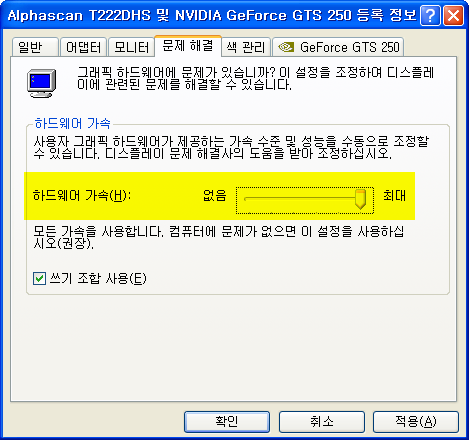 Alphascan T222DHS 및 NVIDIA GeForce GTS 250 등록 정보
일반 어댑터 모니터 문제 해결 색 관리 GeForce GTS 250
그래픽 하드웨어에 문제가 있습니까? 이 설정을 조정하여 디스플레
이에 관련된 문제를 해결할 수 있습니다.
하드웨어 가속
사용자 그래픽 하드웨어가 제공하는 가속 수준 및 성능을 수동으로 조정할
수 있습니다. 디스플레이 문제 해결사의 도움을 받아 조정하십시오.
하드웨어 가속(H): 없음 최대
모든 가속을 사용합니다. 컴퓨터에 문제가 없으면 이 설정을 사용하십
시오(권장).
쓰기 조합 사용(E)
확인 취소 적용(A)